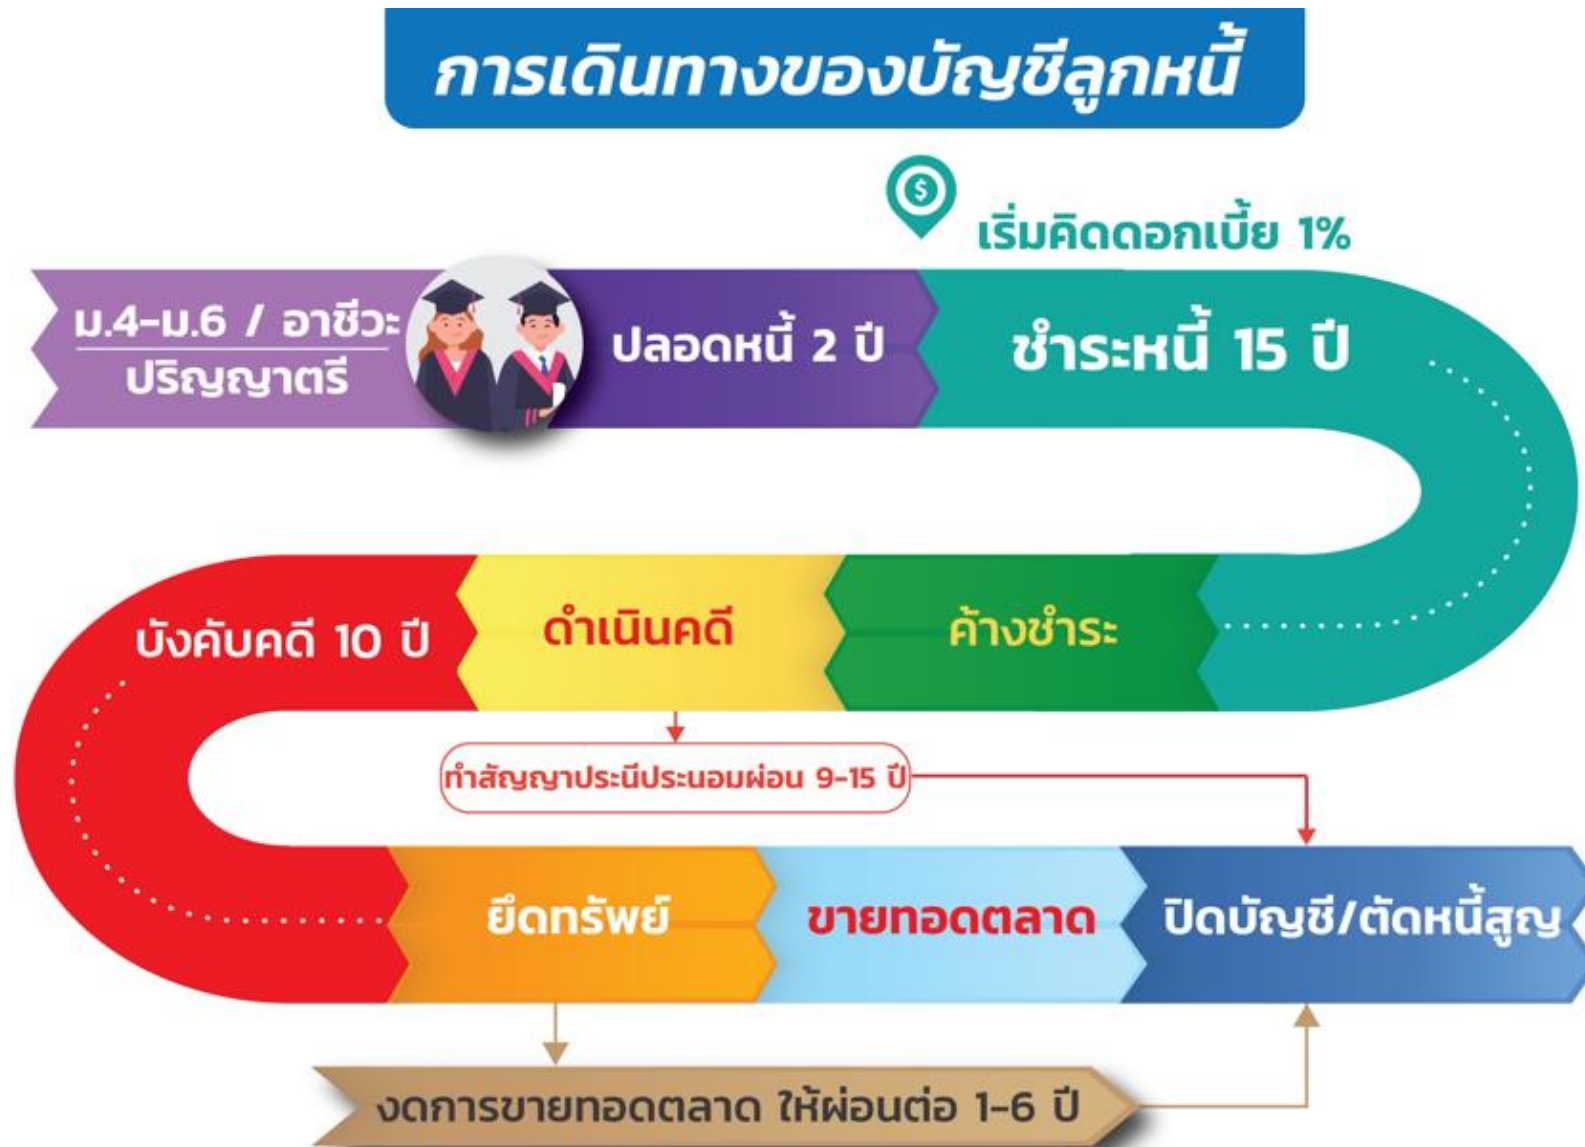 การเดินทางของบัญชีลูกหนี้
$
เริ่มคิดดอกเบี้ย 1%
ม.4-ม.6 / อาชีวะ
ปริญญาตรี
ปลอดหนี้ 2 ปี
ชำระหนี้ 15 ปี
ค้างชำระ
ดำเนินคดี
บังคับคดี 10 ปี
ทำสัญญาประนีประนอมผ่อน 9-15 ปี
ยึดทรัพย์
ขายทอดตลาด
ปิดบัญชี/ตัดหนี้สูญ
งดการขายทอดตลาด ให้ผ่อนต่อ 1-6 ปี